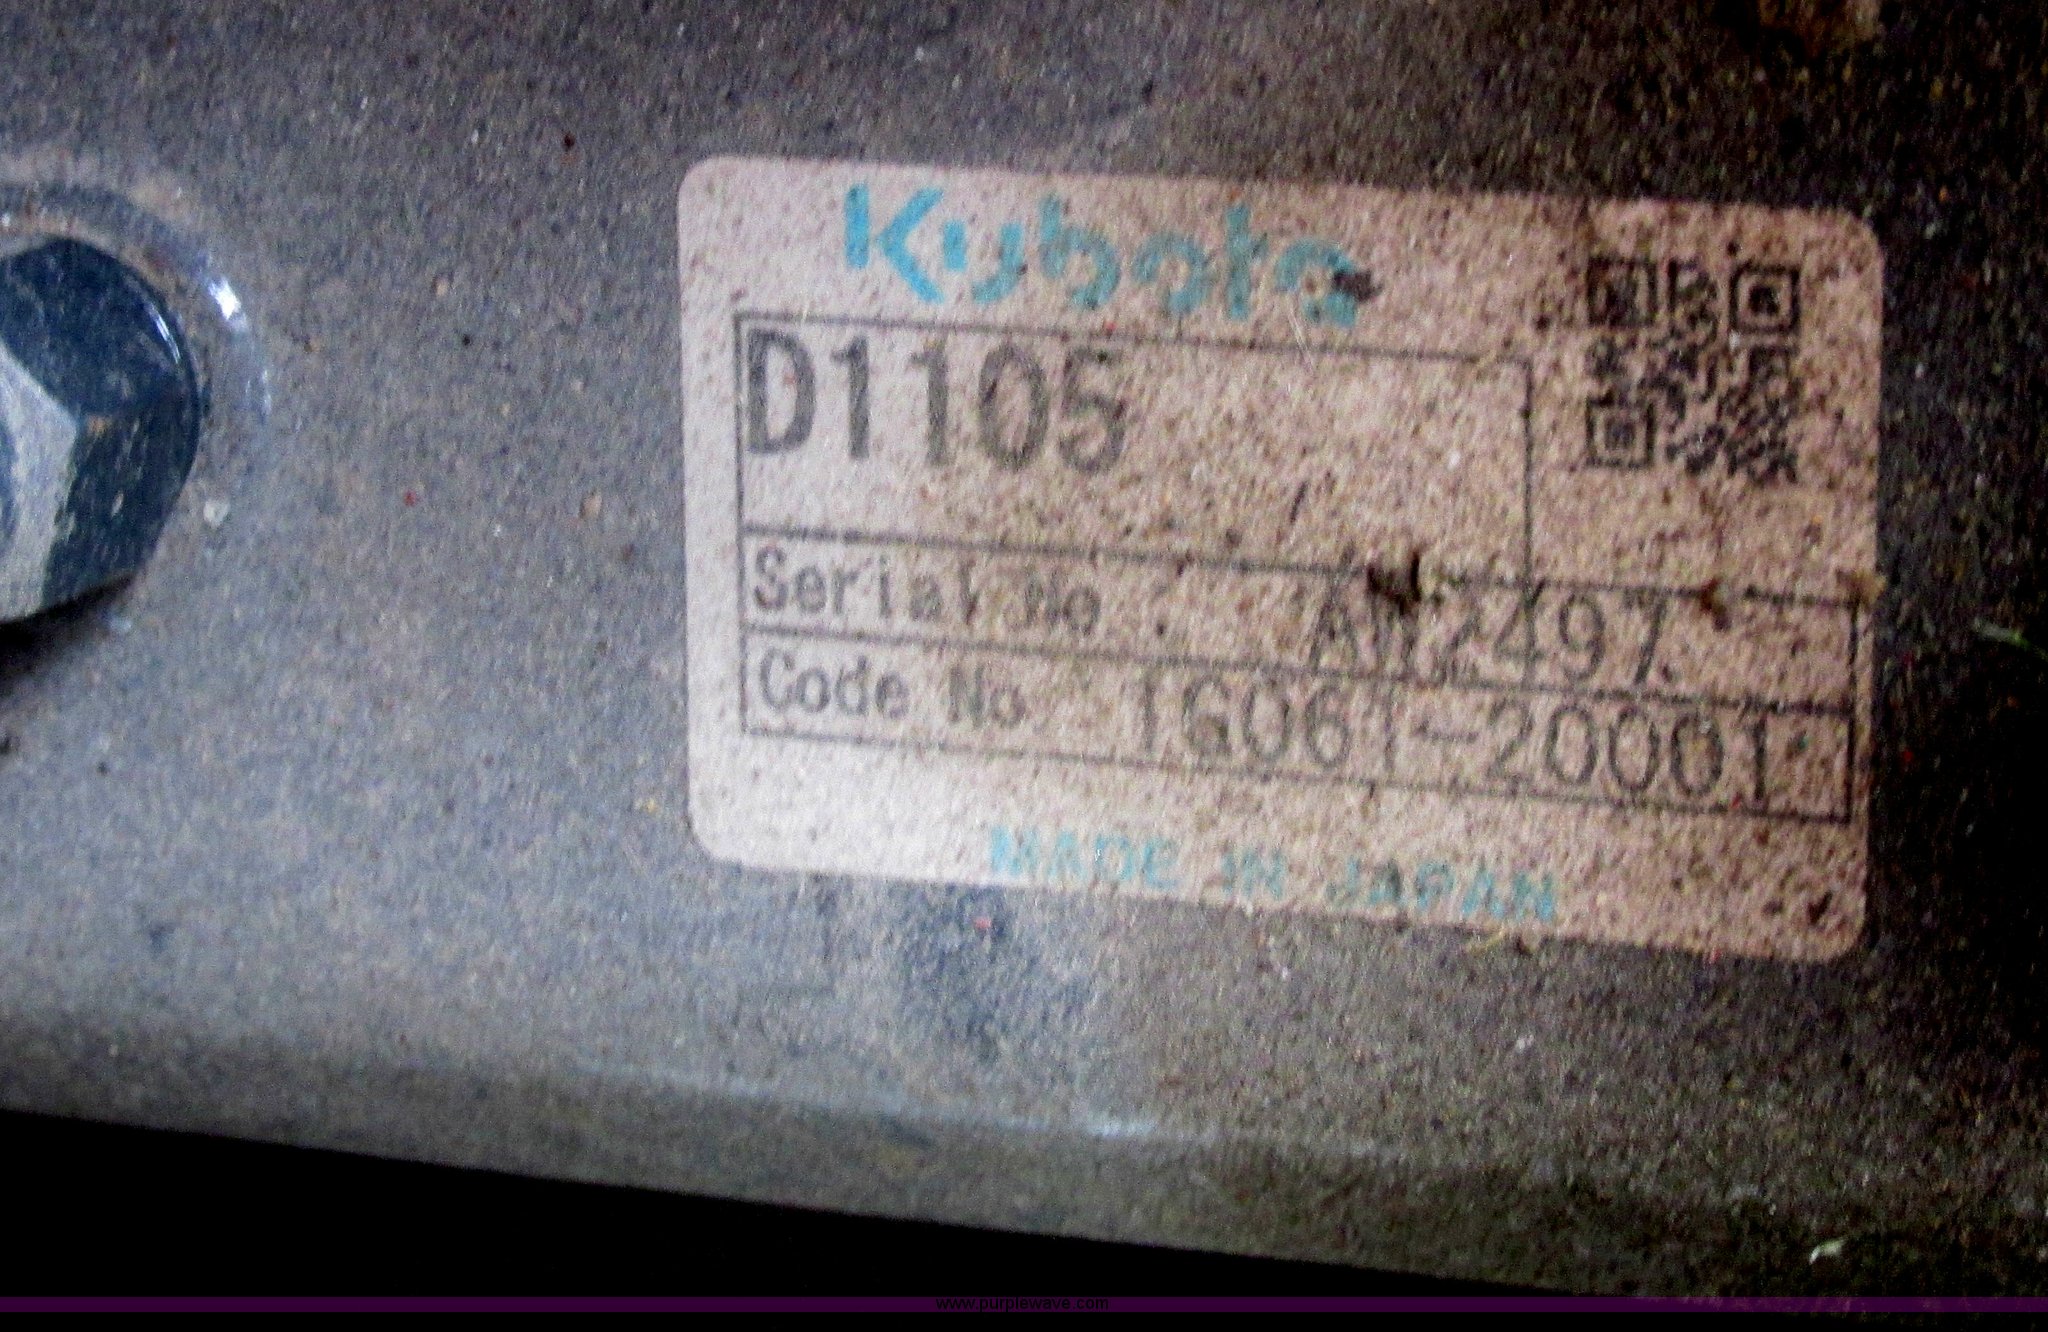 Kubota
D1105
Serial No
Code No 1G061-20001
MADE IN JAPAN
www.purplewave.com